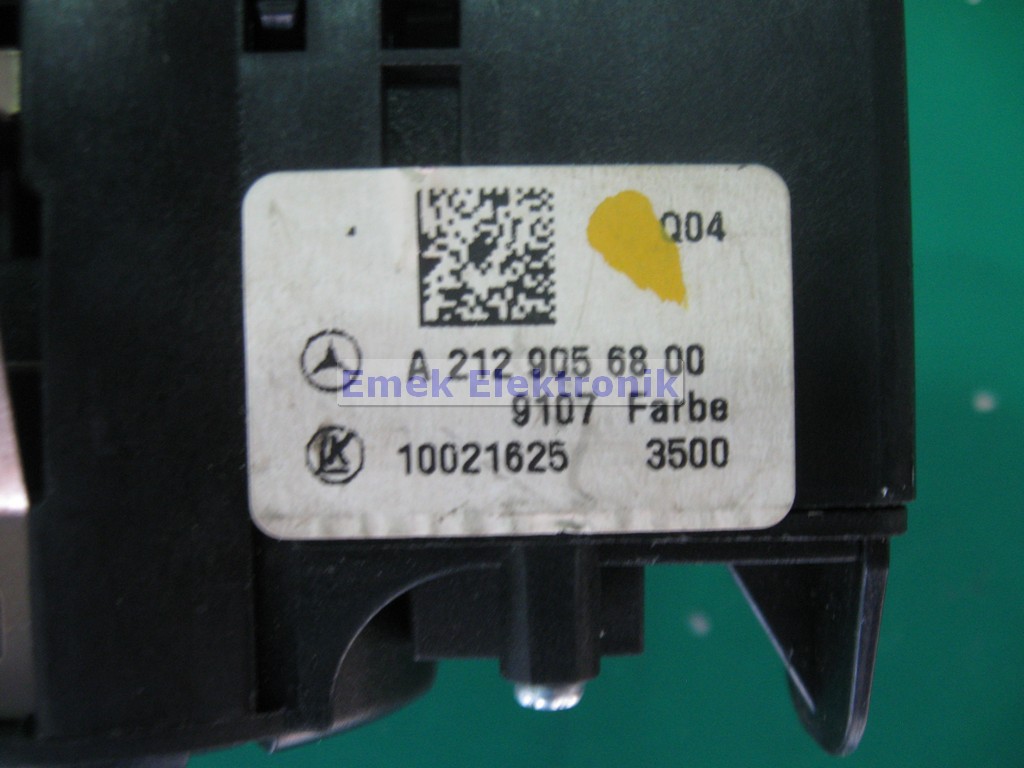 Q04
A 212 905 68 00
Emek Elektronik
9107 Farbe
10021625 3500